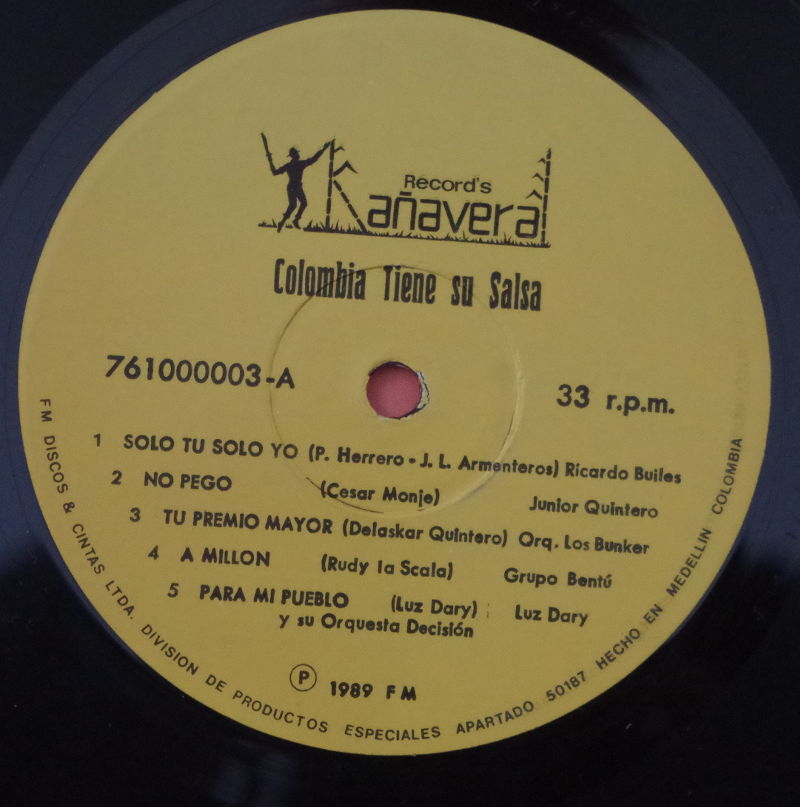 Record's
Kañaveral
Colombia Tiene su Salsa
761000003-A
33 r.p.m.
1 SOLO TU SOLO YO (P. Herrero - J. L. Armenteros) Ricardo Builes
2 NO PEGO (Cesar Monje) Junior Quintero
3 TU PREMIO MAYOR (Delaskar Quintero) Orq. Los Bunker
4 A MILLON (Rudy la Scala) Grupo Bentú
5 PARA MI PUEBLO (Luz Dary) Luz Dary
y su Orquesta Decisión
Ⓟ 1989 F M
FM DISCOS & CINTAS LTDA. DIVISION DE PRODUCTOS ESPECIALES APARTADO 50187 HECHO EN MEDELLIN COLOMBIA